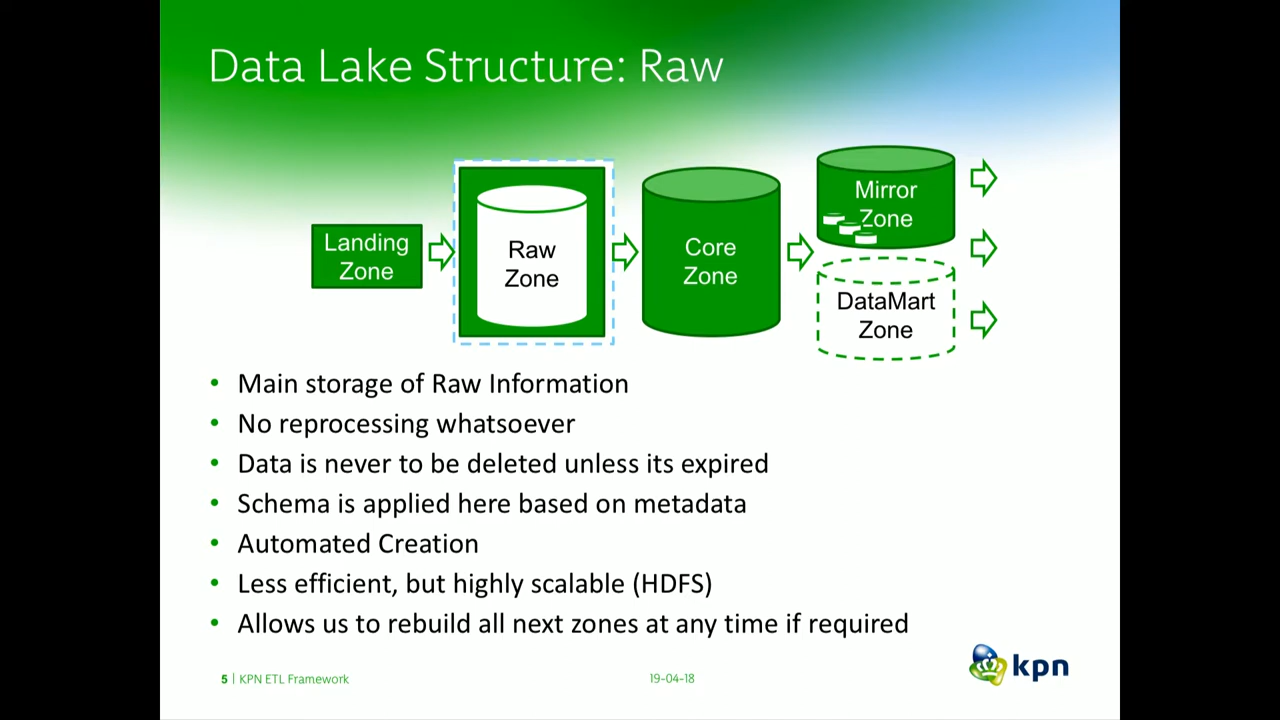 Data Lake Structure: Raw
Landing
Zone
Raw
Zone
Core
Zone
Mirror
Zone
DataMart
Zone
• Main storage of Raw Information
• No reprocessing whatsoever
• Data is never to be deleted unless its expired
• Schema is applied here based on metadata
• Automated Creation
• Less efficient, but highly scalable (HDFS)
• Allows us to rebuild all next zones at any time if required
5 | KPN ETL Framework
19-04-18
kpn